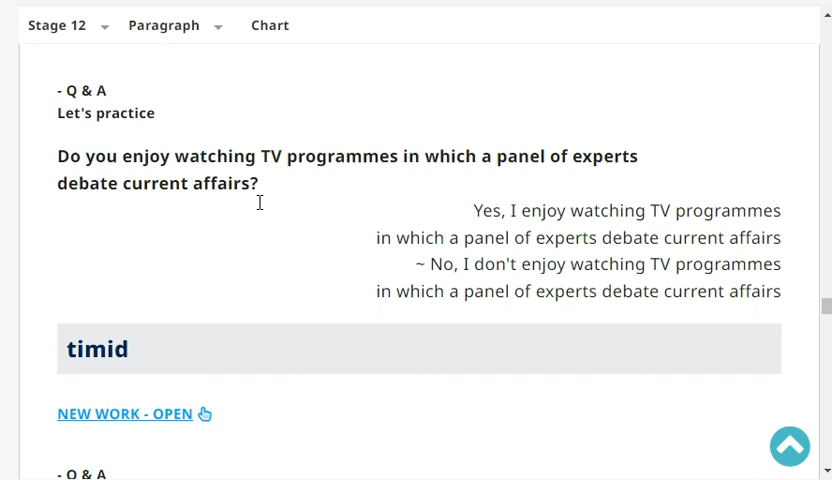 Stage 12 Paragraph Chart
- Q & A
Let's practice
Do you enjoy watching TV programmes in which a panel of experts
debate current affairs?
Yes, I enjoy watching TV programmes
in which a panel of experts debate current affairs
~ No, I don't enjoy watching TV programmes
in which a panel of experts debate current affairs
timid
NEW WORK - OPEN
- Q & A